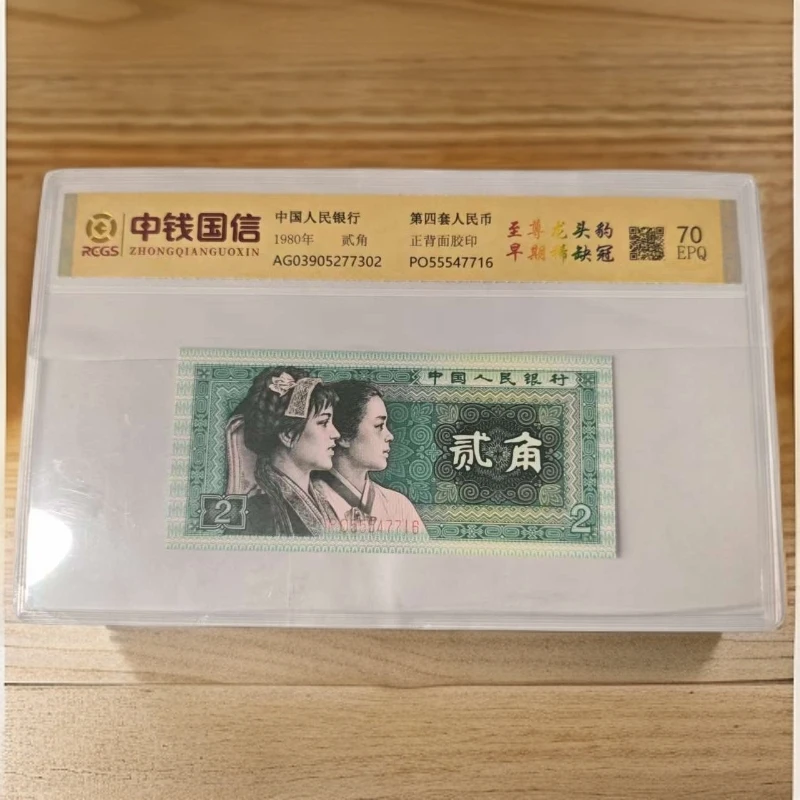 中钱国信
RCGS
ZHONGQIANGUOXIN
中国人民银行
1980年 贰角
AG03905277302
第四套人民币
正背面胶印
PO55547716
至尊龙头豹
早期稀缺冠
70
EPQ
中国人民银行
贰角
2
55547716
2